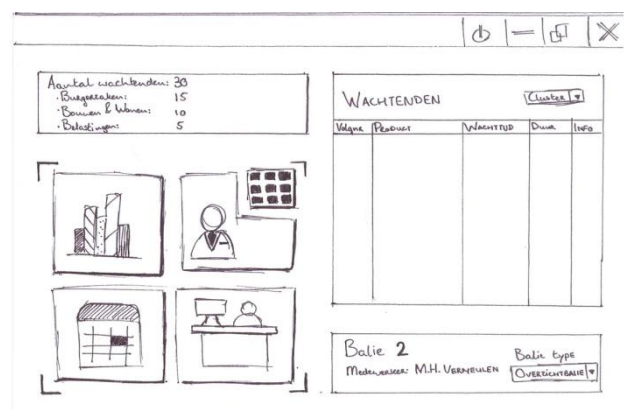 Aantal wachtenden: 30
· Burgerzaken: 15
· Bouwen & Wonen: 10
· Belastingen: 5
WACHTENDEN
Cluster
Volgnr PRODUCT WACHTTIJD DUUR INFO
Balie 2
Medewerker: M.H. VERMEULEN
Balie type
OVERZICHTBALIE